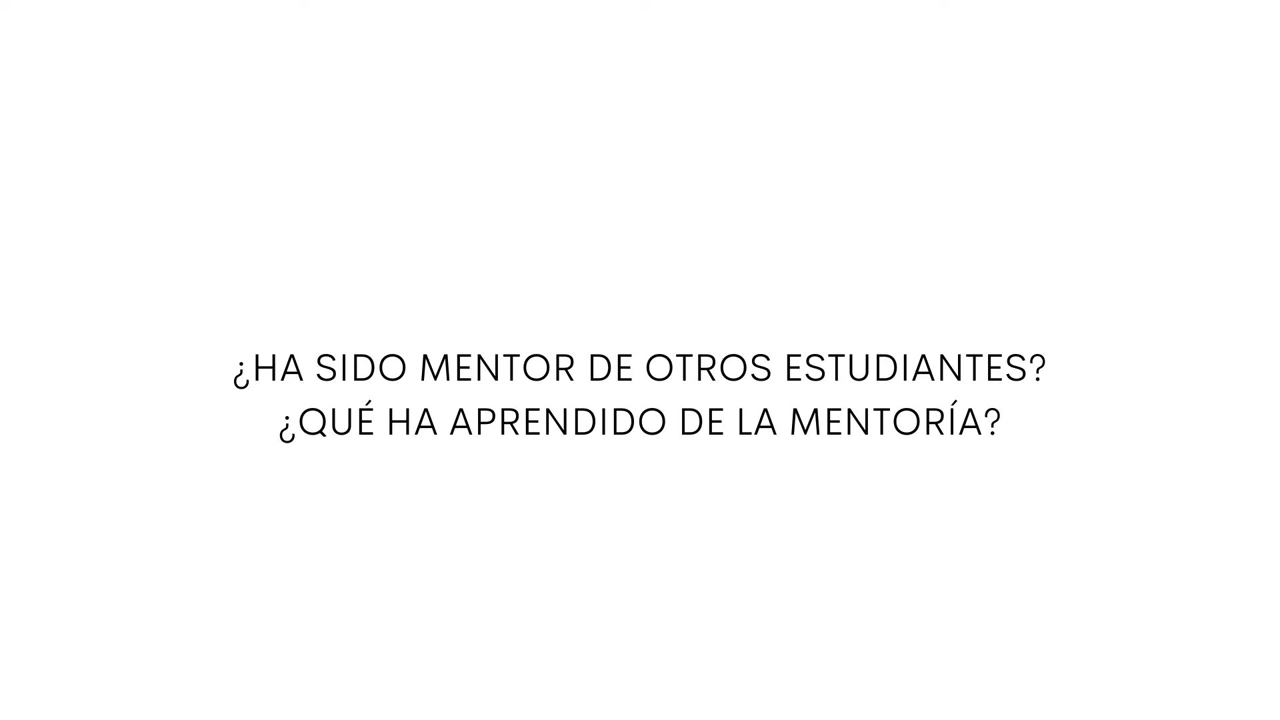 ¿HA SIDO MENTOR DE OTROS ESTUDIANTES?
¿QUÉ HA APRENDIDO DE LA MENTORÍA?